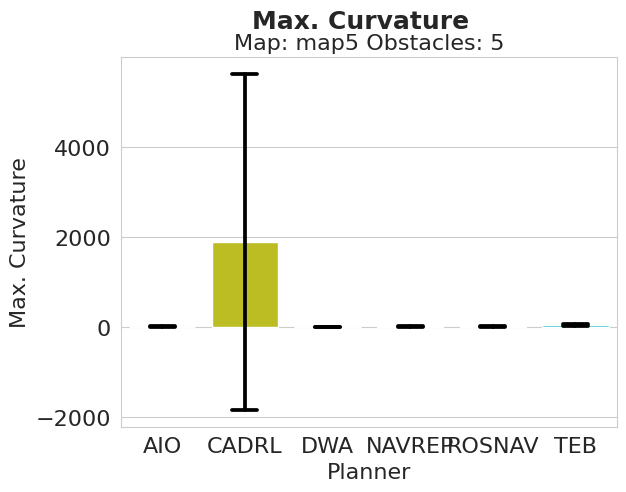 Max. Curvature
Map: map5 Obstacles: 5
Max. Curvature
4000
2000
0
−2000
AIO CADRL DWA NAVREP ROSNAV TEB
Planner